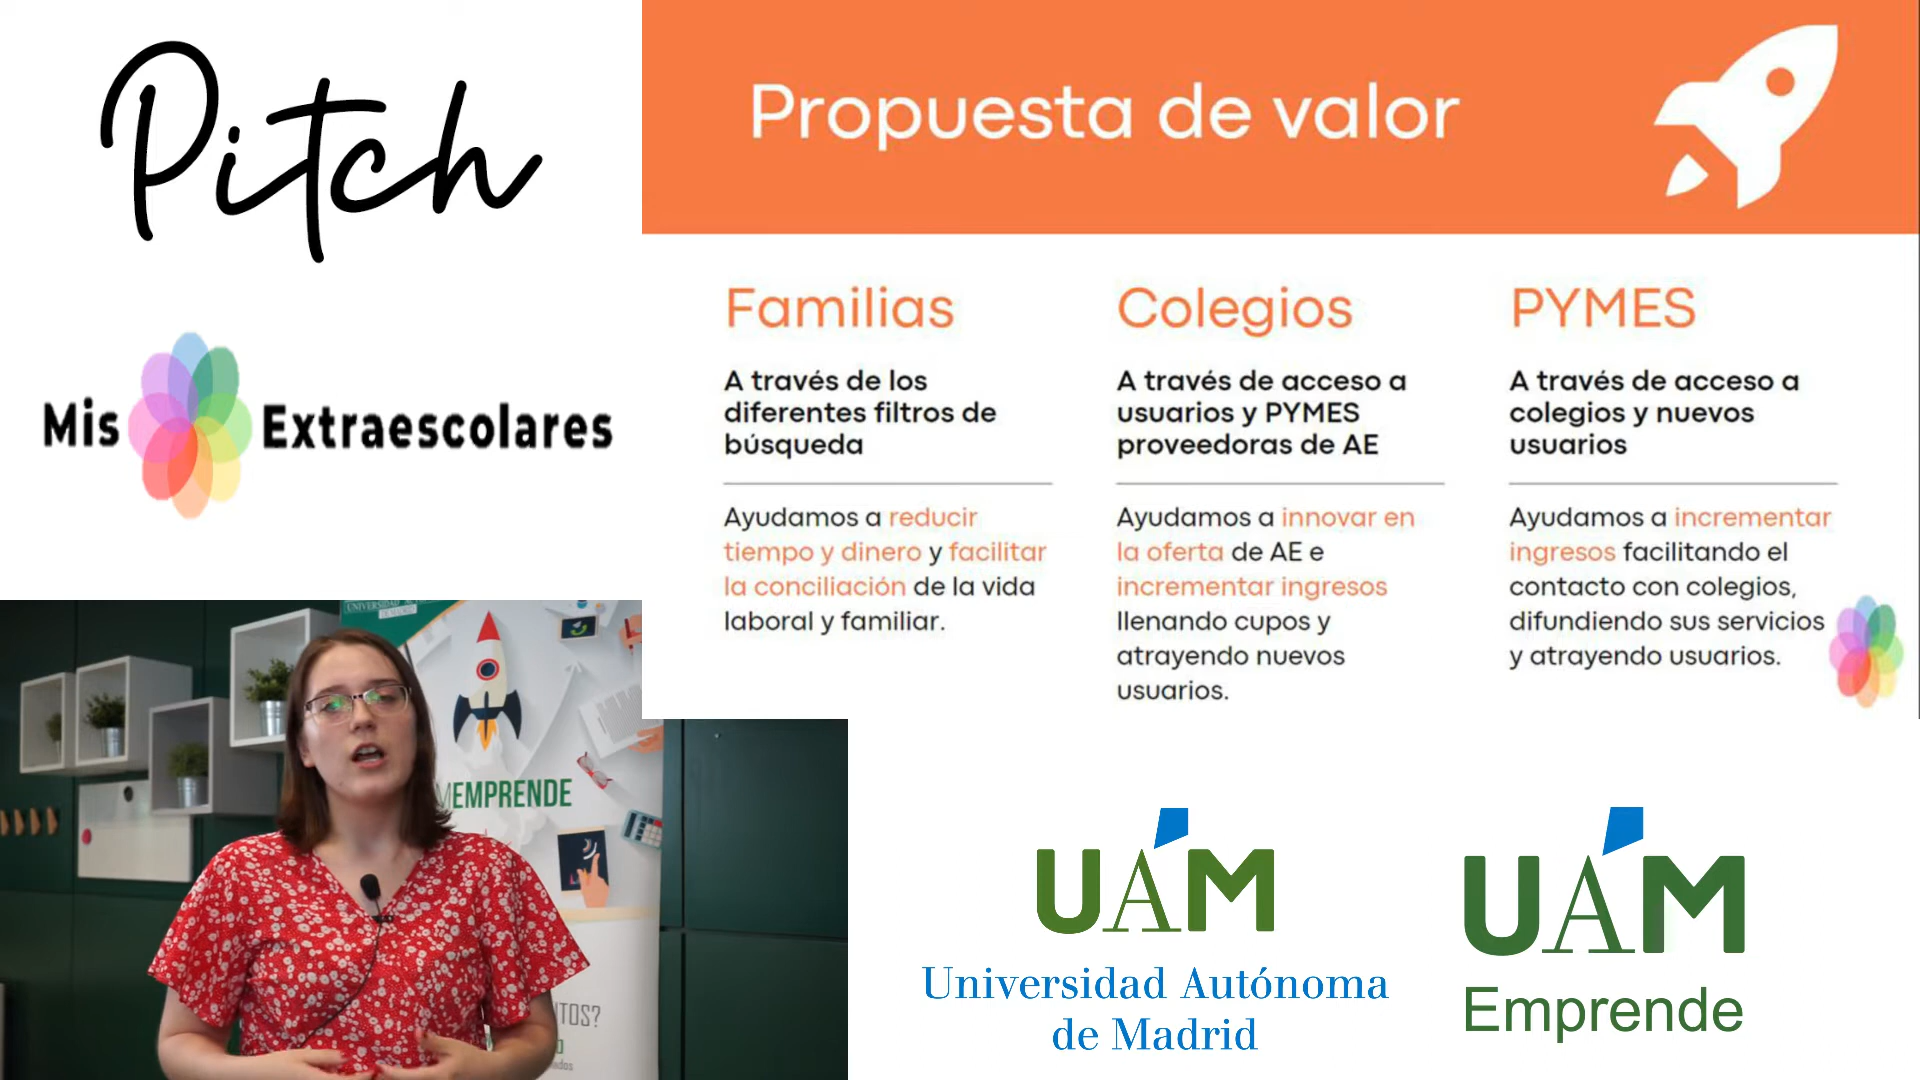 Pitch
Mis Extraescolares
Propuesta de valor
Familias
A través de los
diferentes filtros de
búsqueda
Ayudamos a reducir
tiempo y dinero y facilitar
la conciliación de la vida
laboral y familiar.
Colegios
A través de acceso a
usuarios y PYMES
proveedoras de AE
Ayudamos a innovar en
la oferta de AE e
incrementar ingresos
llenando cupos y
atrayendo nuevos
usuarios.
PYMES
A través de acceso a
colegios y nuevos
usuarios
Ayudamos a incrementar
ingresos facilitando el
contacto con colegios,
difundiendo sus servicios
y atrayendo usuarios.
MEMPRENDE
UAM
Universidad Autónoma
de Madrid
UAM
Emprende